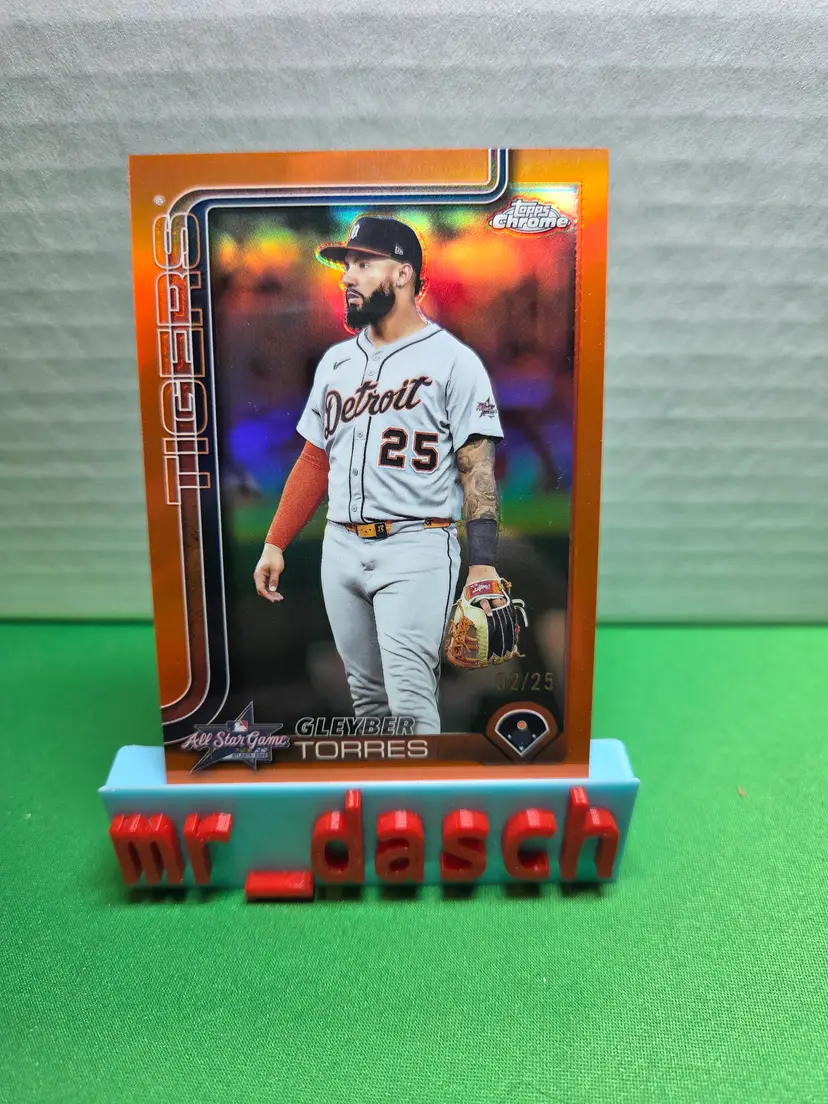 topps
Chrome
®
TIGERS
Detroit
25
02/25
All Star Game
GLEYBER
TORRES
mr_dasch